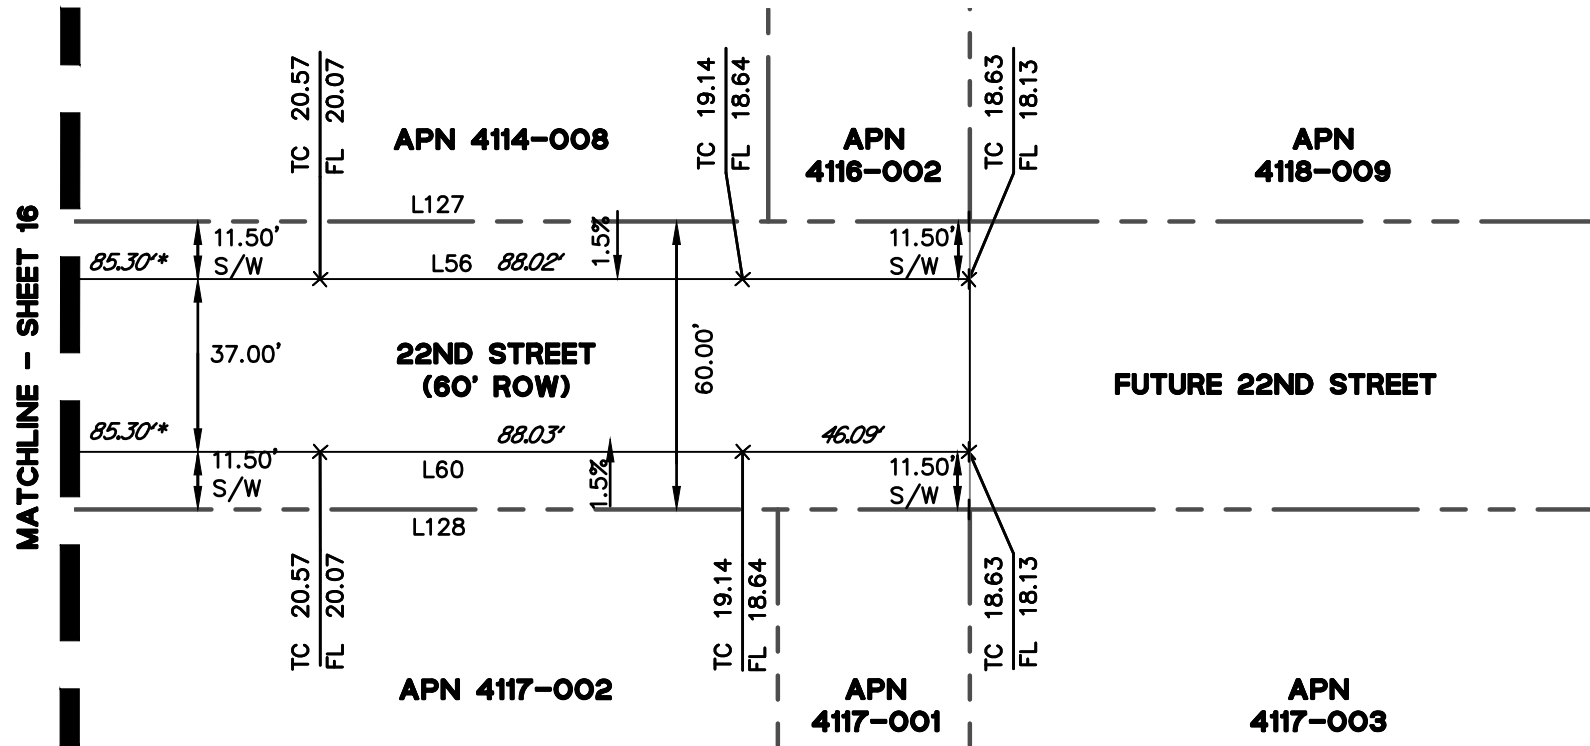 TC 20.57
FL 20.07
APN 4114-008
TC 19.14
FL 18.64
APN
4116-002
TC 18.63
FL 18.13
APN
4118-009
L127
11.50'
S/W
1.5%
11.50'
S/W
85.30'*
L56
88.02'
MATCHLINE - SHEET 16
37.00'
22ND STREET
(60' ROW)
60.00'
FUTURE 22ND STREET
85.30'*
88.03'
46.09'
11.50'
S/W
L60
1.5%
11.50'
S/W
L128
TC 20.57
FL 20.07
TC 19.14
FL 18.64
TC 18.63
FL 18.13
APN 4117-002
APN
4117-001
APN
4117-003